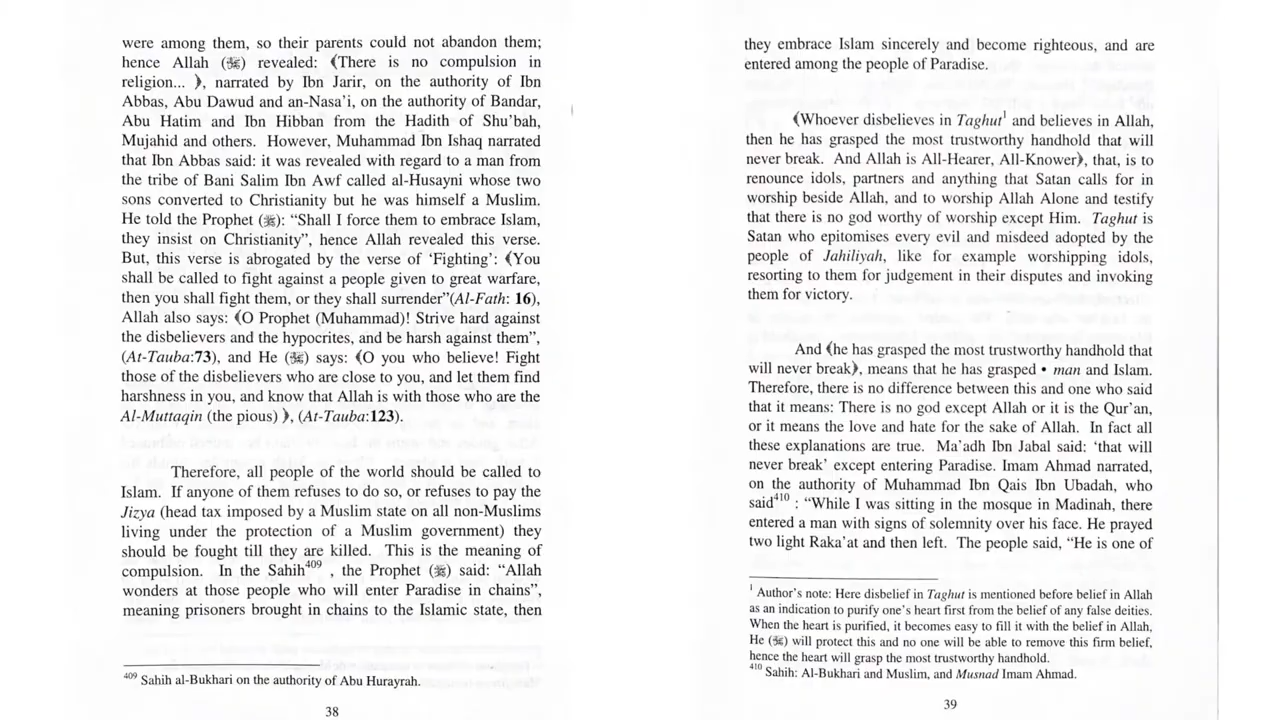 were among them, so their parents could not abandon them;
hence Allah (ﷻ) revealed: ⟪There is no compulsion in
religion... ⟫, narrated by Ibn Jarir, on the authority of Ibn
Abbas, Abu Dawud and an-Nasa'i, on the authority of Bandar,
Abu Hatim and Ibn Hibban from the Hadith of Shu'bah,
Mujahid and others. However, Muhammad Ibn Ishaq narrated
that Ibn Abbas said: it was revealed with regard to a man from
the tribe of Bani Salim Ibn Awf called al-Husayni whose two
sons converted to Christianity but he was himself a Muslim.
He told the Prophet (ﷺ): “Shall I force them to embrace Islam,
they insist on Christianity”, hence Allah revealed this verse.
But, this verse is abrogated by the verse of ‘Fighting’: ⟪You
shall be called to fight against a people given to great warfare,
then you shall fight them, or they shall surrender”(Al-Fath: 16),
Allah also says: ⟪O Prophet (Muhammad)! Strive hard against
the disbelievers and the hypocrites, and be harsh against them”,
(At-Tauba:73), and He (ﷻ) says: ⟪O you who believe! Fight
those of the disbelievers who are close to you, and let them find
harshness in you, and know that Allah is with those who are the
Al-Muttaqin (the pious) ⟫, (At-Tauba:123).
Therefore, all people of the world should be called to
Islam. If anyone of them refuses to do so, or refuses to pay the
Jizya (head tax imposed by a Muslim state on all non-Muslims
living under the protection of a Muslim government) they
should be fought till they are killed. This is the meaning of
compulsion. In the Sahih409 , the Prophet (ﷺ) said: “Allah
wonders at those people who will enter Paradise in chains”,
meaning prisoners brought in chains to the Islamic state, then
409 Sahih al-Bukhari on the authority of Abu Hurayrah.
38
they embrace Islam sincerely and become righteous, and are
entered among the people of Paradise.
⟪Whoever disbelieves in Taghut1 and believes in Allah,
then he has grasped the most trustworthy handhold that will
never break. And Allah is All-Hearer, All-Knower⟫, that, is to
renounce idols, partners and anything that Satan calls for in
worship beside Allah, and to worship Allah Alone and testify
that there is no god worthy of worship except Him. Taghut is
Satan who epitomises every evil and misdeed adopted by the
people of Jahiliyah, like for example worshipping idols,
resorting to them for judgement in their disputes and invoking
them for victory.
And ⟪he has grasped the most trustworthy handhold that
will never break⟫, means that he has grasped • man and Islam.
Therefore, there is no difference between this and one who said
that it means: There is no god except Allah or it is the Qur'an,
or it means the love and hate for the sake of Allah. In fact all
these explanations are true. Ma'adh Ibn Jabal said: ‘that will
never break’ except entering Paradise. Imam Ahmad narrated,
on the authority of Muhammad Ibn Qais Ibn Ubadah, who
said410 : “While I was sitting in the mosque in Madinah, there
entered a man with signs of solemnity over his face. He prayed
two light Raka'at and then left. The people said, “He is one of
1 Author's note: Here disbelief in Taghut is mentioned before belief in Allah
as an indication to purify one's heart first from the belief of any false deities.
When the heart is purified, it becomes easy to fill it with the belief in Allah,
He (ﷻ) will protect this and no one will be able to remove this firm belief,
hence the heart will grasp the most trustworthy handhold.
410 Sahih: Al-Bukhari and Muslim, and Musnad Imam Ahmad.
39